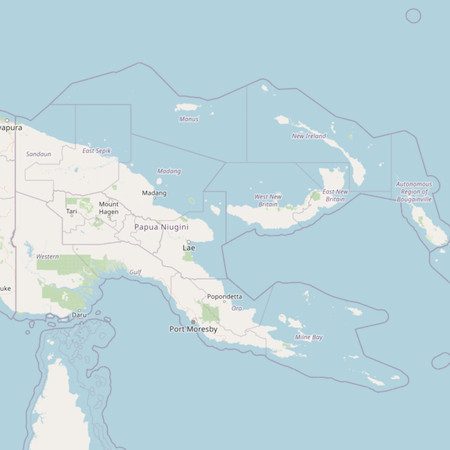 Manus
yapura
New Ireland
Sandaun
East Sepik
Madang
Autonomous
Region of
Bougainville
Madang
East New
Britain
West New
Britain
Mount
Hagen
Tari
Papua Niugini
Lae
Western
Gulf
uke
Popondetta
Oro
Daru
Port Moresby
Milne Bay